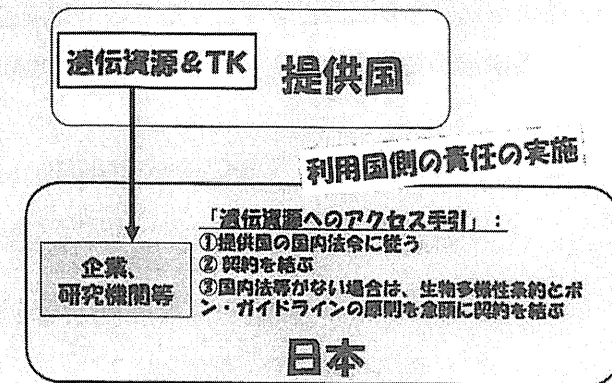 遺伝資源&TK
提供国
利用国側の責任の実施
「遺伝資源へのアクセス手引」:
①提供国の国内法令に従う
②契約を結ぶ
③国内法等がない場合は、生物多様性条約とボ
ン・ガイドラインの原則を念頭に契約を結ぶ
企業、
研究機関等
日本